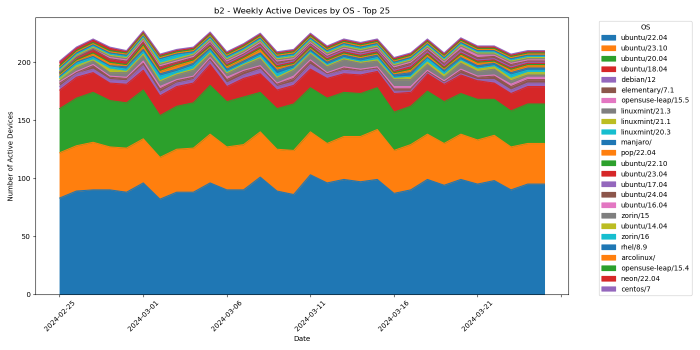 b2 - Weekly Active Devices by OS - Top 25
Number of Active Devices
200
150
100
50
0
2024-02-25
2024-03-01
2024-03-06
2024-03-11
2024-03-16
2024-03-21
Date
OS
ubuntu/22.04
ubuntu/23.10
ubuntu/20.04
ubuntu/18.04
debian/12
elementary/7.1
opensuse-leap/15.5
linuxmint/21.3
linuxmint/21.1
linuxmint/20.3
manjaro/
pop/22.04
ubuntu/22.10
ubuntu/23.04
ubuntu/17.04
ubuntu/24.04
ubuntu/16.04
zorin/15
ubuntu/14.04
zorin/16
rhel/8.9
arcolinux/
opensuse-leap/15.4
neon/22.04
centos/7